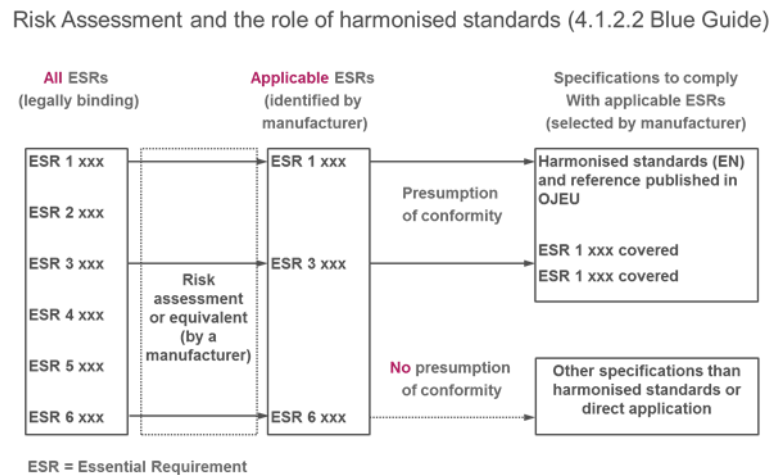 Risk Assessment and the role of harmonised standards (4.1.2.2 Blue Guide)
All ESRs
(legally binding)
Applicable ESRs
(identified by
manufacturer)
Specifications to comply
With applicable ESRs
(selected by manufacturer)
ESR 1 xxx
ESR 2 xxx
ESR 3 xxx
ESR 4 xxx
ESR 5 xxx
ESR 6 xxx
Risk
assessment
or equivalent
(by a
manufacturer)
ESR 1 xxx
ESR 3 xxx
ESR 6 xxx
Presumption
of conformity
No presumption
of conformity
Harmonised standards (EN)
and reference published in
OJEU
ESR 1 xxx covered
ESR 1 xxx covered
Other specifications than
harmonised standards or
direct application
ESR = Essential Requirement